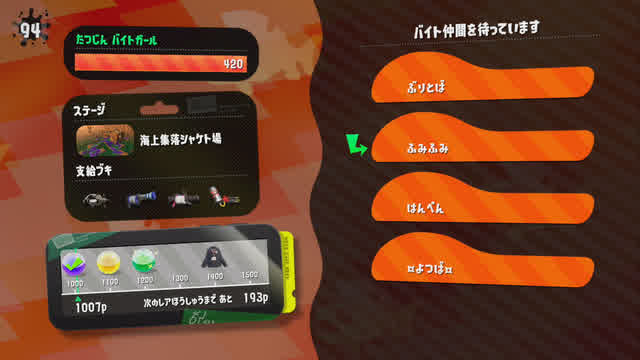 94
たつじん バイトガール
420
ステージ
海上集落シャケト場
支給ブキ
1000 1100 1200 1300 1400 1500
1007p
次のレアほうしゅうまで あと 193p
バイト仲間を待っています
ぶりとば
ふみふみ
はんぺん
¤よつば¤